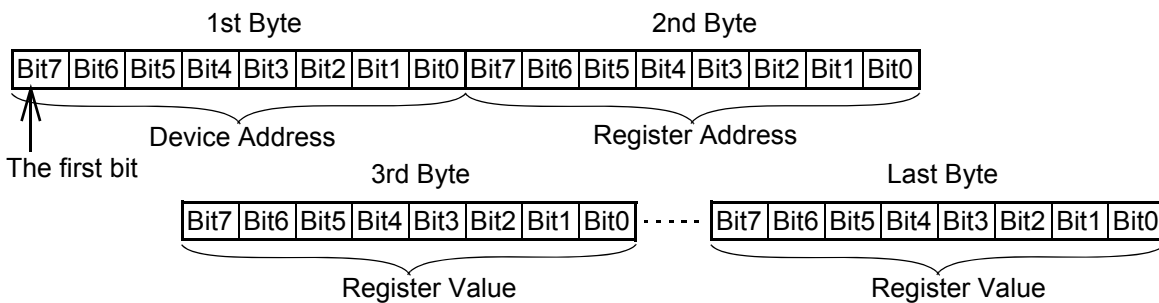 1st Byte 2nd Byte
Bit7 Bit6 Bit5 Bit4 Bit3 Bit2 Bit1 Bit0 Bit7 Bit6 Bit5 Bit4 Bit3 Bit2 Bit1 Bit0
Device Address Register Address
The first bit
3rd Byte Last Byte
Bit7 Bit6 Bit5 Bit4 Bit3 Bit2 Bit1 Bit0 Bit7 Bit6 Bit5 Bit4 Bit3 Bit2 Bit1 Bit0
Register Value Register Value